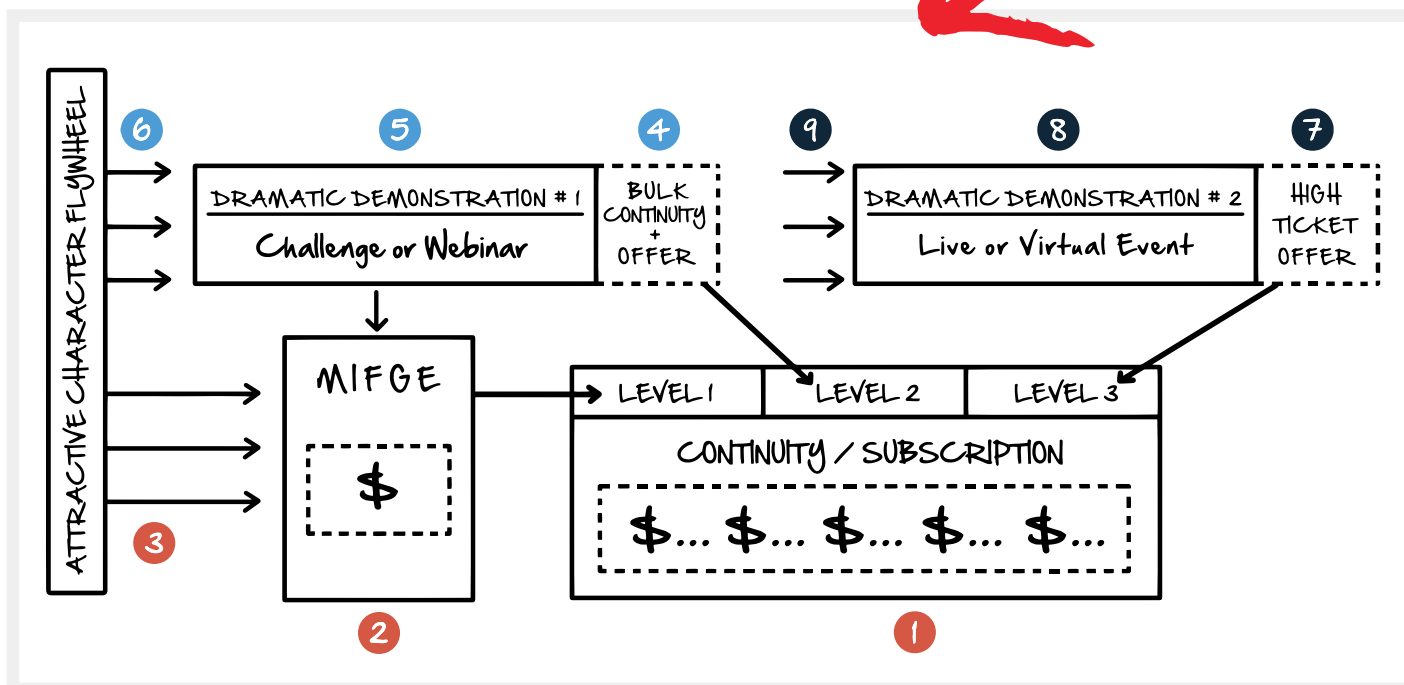 ATTRACTIVE CHARACTER FLYWHEEL
6
5
4
9
8
7
DRAMATIC DEMONSTRATION # 1
Challenge or Webinar
BULK
CONTINUITY
+
OFFER
DRAMATIC DEMONSTRATION # 2
Live or Virtual Event
HIGH
TICKET
OFFER
MIFGE
$
LEVEL 1
LEVEL 2
LEVEL 3
CONTINUITY / SUBSCRIPTION
$... $... $... $... $...
3
2
1